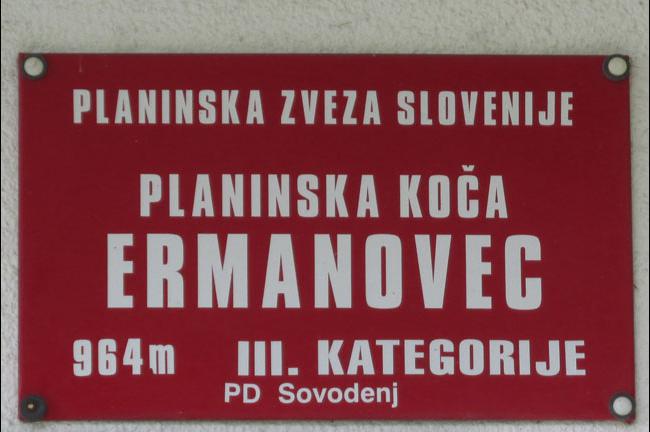 PLANINSKA ZVEZA SLOVENIJE
PLANINSKA KOČA
ERMANOVEC
964m III. KATEGORIJE
PD Sovodenj